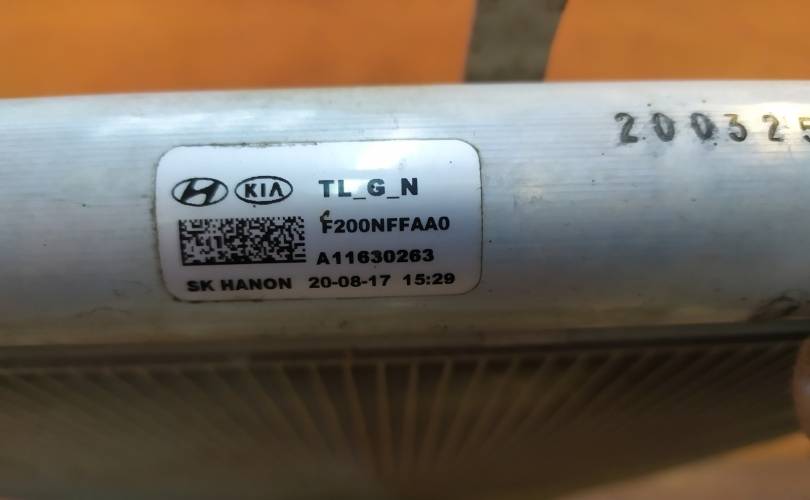 200325
KIA TL_G_N
F200NFFAA0
A11630263
SK HANON 20-08-17 15:29